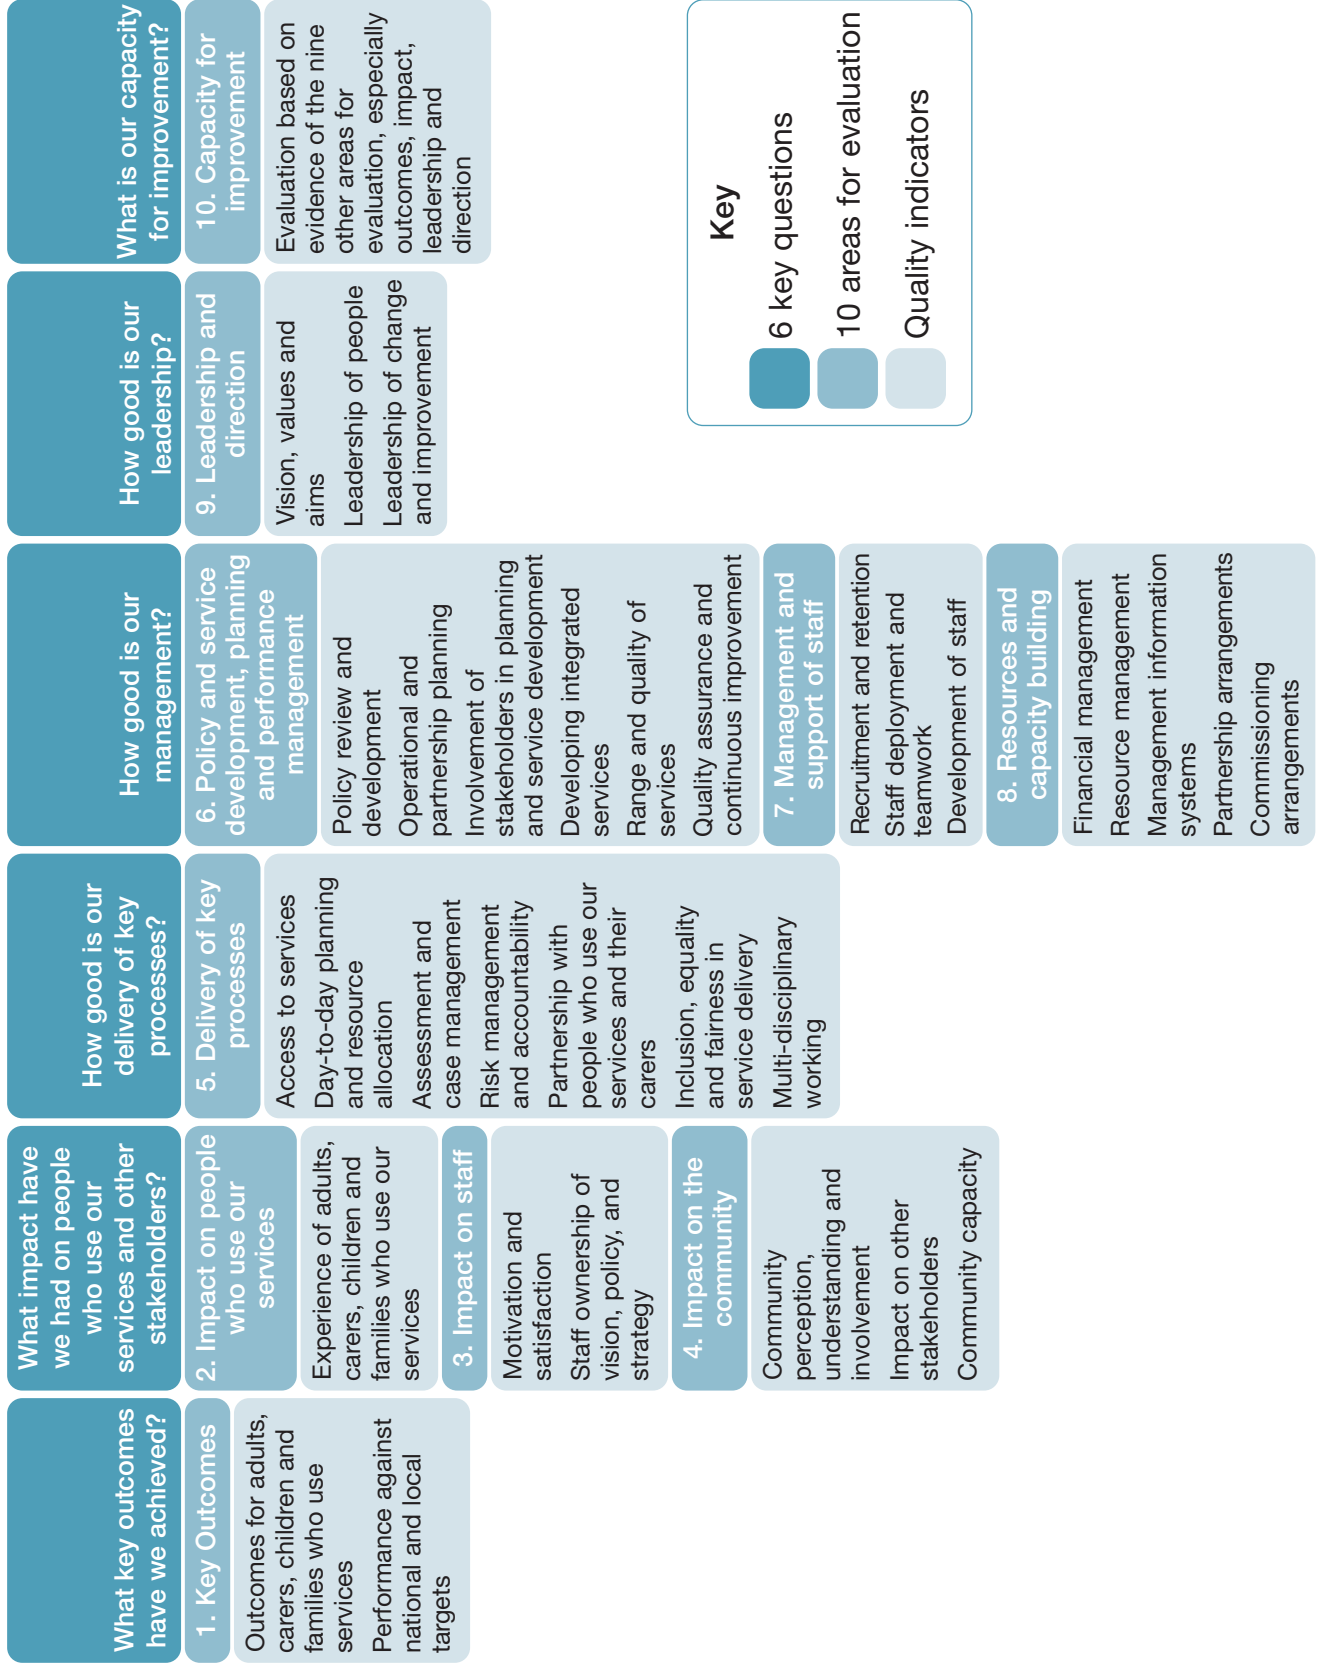 What key outcomes
have we achieved?
1. Key Outcomes
Outcomes for adults,
carers, children and
families who use
services
Performance against
national and local
targets
What impact have
we had on people
who use our
services and other
stakeholders?
2. Impact on people
who use our
services
Experience of adults,
carers, children and
families who use our
services
3. Impact on staff
Motivation and
satisfaction
Staff ownership of
vision, policy, and
strategy
4. Impact on the
community
Community
perception,
understanding and
involvement
Impact on other
stakeholders
Community capacity
How good is our
delivery of key
processes?
5. Delivery of key
processes
Access to services
Day-to-day planning
and resource
allocation
Assessment and
case management
Risk management
and accountability
Partnership with
people who use our
services and their
carers
Inclusion, equality
and fairness in
service delivery
Multi-disciplinary
working
How good is our
management?
6. Policy and service
development, planning
and performance
management
Policy review and
development
Operational and
partnership planning
Involvement of
stakeholders in planning
and service development
Developing integrated
services
Range and quality of
services
Quality assurance and
continuous improvement
7. Management and
support of staff
Recruitment and retention
Staff deployment and
teamwork
Development of staff
8. Resources and
capacity building
Financial management
Resource management
Management information
systems
Partnership arrangements
Commissioning
arrangements
How good is our
leadership?
9. Leadership and
direction
Vision, values and
aims
Leadership of people
Leadership of change
and improvement
What is our capacity
for improvement?
10. Capacity for
improvement
Evaluation based on
evidence of the nine
other areas for
evaluation, especially
outcomes, impact,
leadership and
direction
Key
6 key questions
10 areas for evaluation
Quality indicators